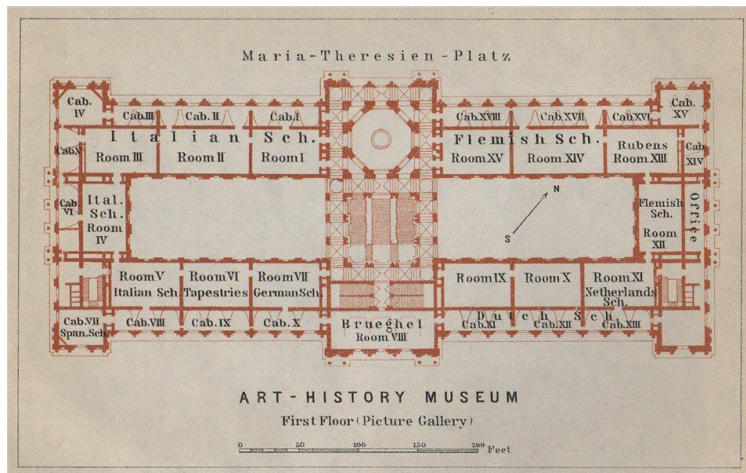 Maria-Theresien-Platz
Cab. IV
Cab.III
Cab. II
Cab.I
Cab.XVIII
Cab.XVII
Cab.XVI
Cab. XV
Italian Sch.
Flemish Sch.
Cab.V
Room III
Room II
Room I
Room XV
Room XIV
Rubens
Room XIII
Cab. XIV
Cab. VI
Ital. Sch.
Room IV
N
S
Flemish Sch.
Room XII
Office
Room V
Italian Sch.
Room VI
Tapestries
Room VII
German Sch.
Room IX
Room X
Room XI
Netherlands Sch.
Dutch Sch.
Cab. VII
Span. Sch.
Cab. VIII
Cab. IX
Cab. X
Brueghel
Room VIII
Cab. XI
Cab. XII
Cab. XIII
ART-HISTORY MUSEUM
First Floor (Picture Gallery)
0 50 100 150 200 Feet